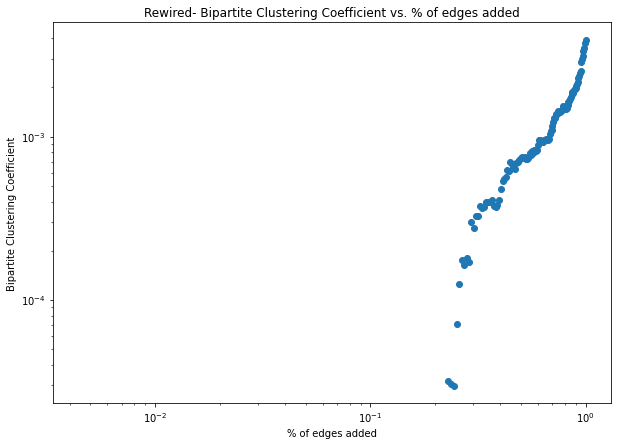 Rewired- Bipartite Clustering Coefficient vs. % of edges added
Bipartite Clustering Coefficient
10⁻³
10⁻⁴
10⁻²
10⁻¹
10⁰
% of edges added